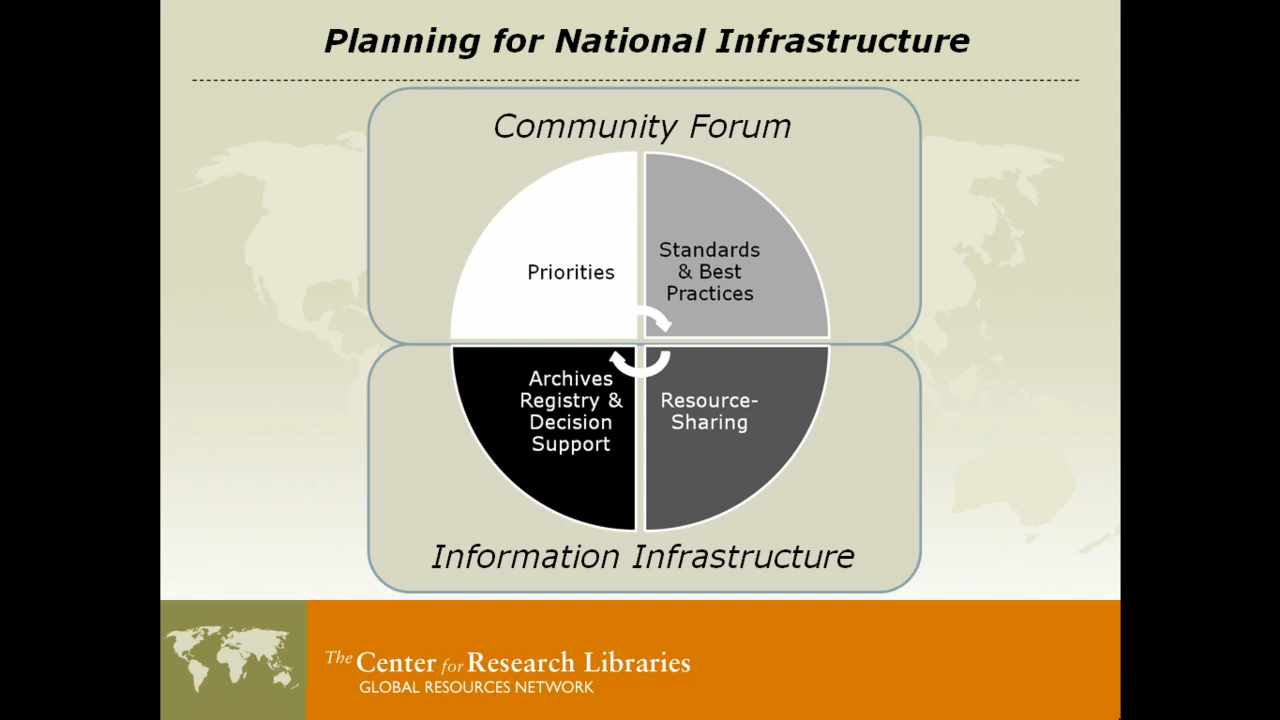 Planning for National Infrastructure
Community Forum
Priorities
Standards
& Best
Practices
Archives
Registry &
Decision
Support
Resource-
Sharing
Information Infrastructure
The Center for Research Libraries
GLOBAL RESOURCES NETWORK